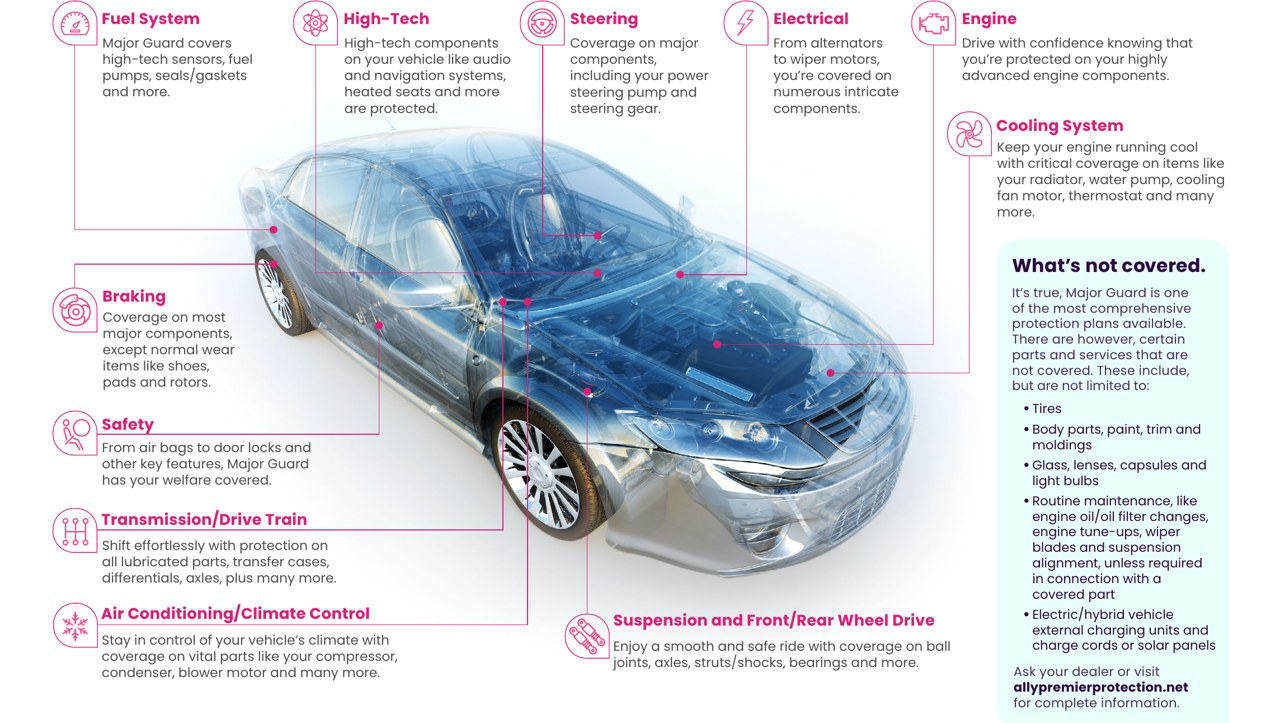 Fuel System
Major Guard covers
high-tech sensors, fuel
pumps, seals/gaskets
and more.
High-Tech
High-tech components
on your vehicle like audio
and navigation systems,
heated seats and more
are protected.
Steering
Coverage on major
components,
including your power
steering pump and
steering gear.
Electrical
From alternators
to wiper motors,
you're covered on
numerous intricate
components.
Engine
Drive with confidence knowing that
you're protected on your highly
advanced engine components.
Cooling System
Keep your engine running cool
with critical coverage on items like
your radiator, water pump, cooling
fan motor, thermostat and many
more.
Braking
Coverage on most
major components,
except normal wear
items like shoes,
pads and rotors.
Safety
From air bags to door locks and
other key features, Major Guard
has your welfare covered.
Transmission/Drive Train
Shift effortlessly with protection on
all lubricated parts, transfer cases,
differentials, axles, plus many more.
Air Conditioning/Climate Control
Stay in control of your vehicle's climate with
coverage on vital parts like your compressor,
condenser, blower motor and many more.
Suspension and Front/Rear Wheel Drive
Enjoy a smooth and safe ride with coverage on ball
joints, axles, struts/shocks, bearings and more.
What's not covered.
It's true, Major Guard is one
of the most comprehensive
protection plans available.
There are however, certain
parts and services that are
not covered. These include,
but are not limited to:
• Tires
• Body parts, paint, trim and
moldings
• Glass, lenses, capsules and
light bulbs
• Routine maintenance, like
engine oil/oil filter changes,
engine tune-ups, wiper
blades and suspension
alignment, unless required
in connection with a
covered part
• Electric/hybrid vehicle
external charging units and
charge cords or solar panels
Ask your dealer or visit
allypremierprotection.net
for complete information.